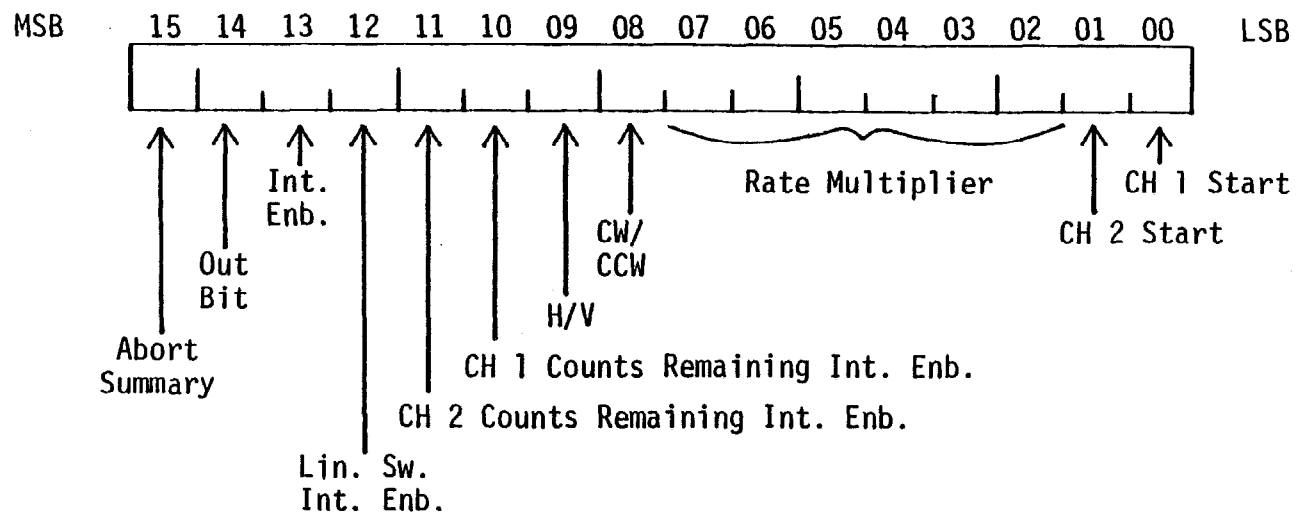 MSB 15 14 13 12 11 10 09 08 07 06 05 04 03 02 01 00 LSB
Int.
Enb.
Rate Multiplier
CH 1 Start
CH 2 Start
CW/
CCW
Out
Bit
H/V
Abort
Summary
CH 1 Counts Remaining Int. Enb.
CH 2 Counts Remaining Int. Enb.
Lin. Sw.
Int. Enb.